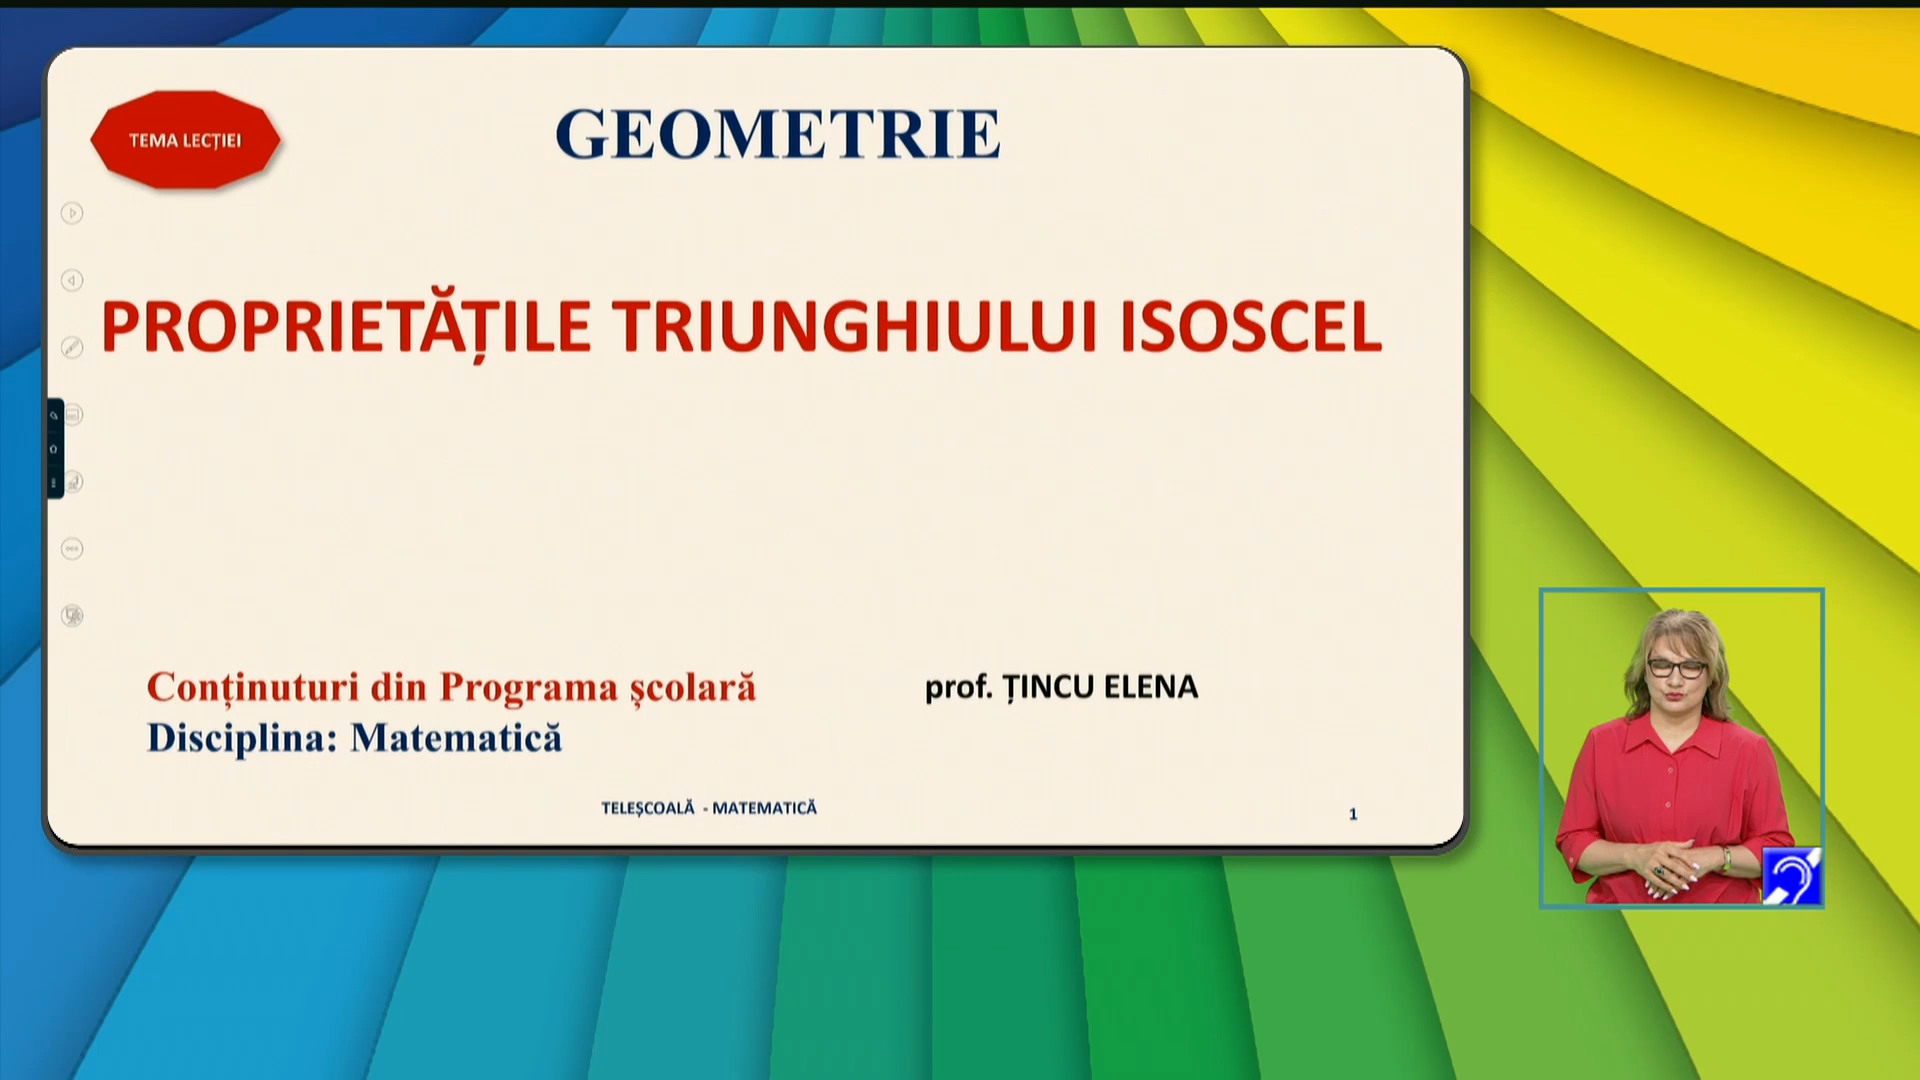 TEMA LECȚIEI
GEOMETRIE
PROPRIETĂȚILE TRIUNGHIULUI ISOSCEL
Conținuturi din Programa școlară
prof. ȚINCU ELENA
Disciplina: Matematică
TELEȘCOALĂ - MATEMATICĂ
1